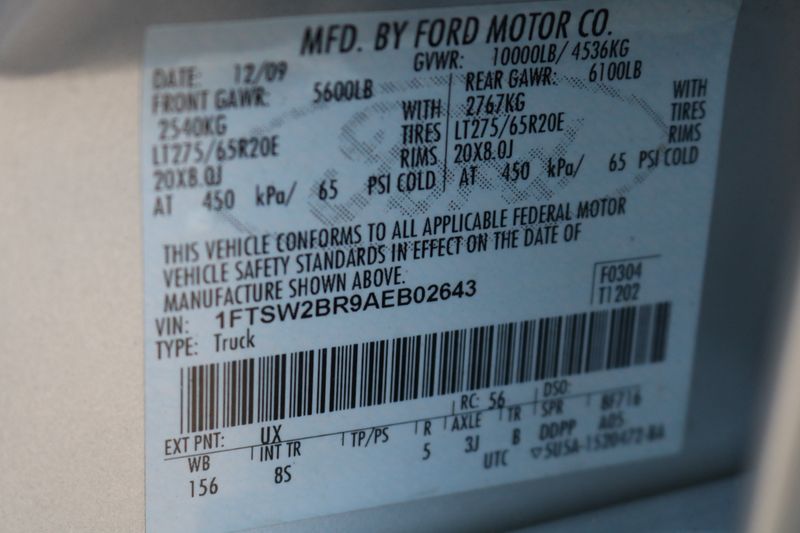 MFD. BY FORD MOTOR CO.
DATE: 12/09 GVWR: 10000LB/ 4536KG
FRONT GAWR: 5600LB REAR GAWR: 6100LB
2540KG WITH 2767KG WITH
LT275/65R20E TIRES LT275/65R20E TIRES
20X8.0J RIMS 20X8.0J RIMS
AT 450 kPa/ 65 PSI COLD AT 450 kPa/ 65 PSI COLD
THIS VEHICLE CONFORMS TO ALL APPLICABLE FEDERAL MOTOR
VEHICLE SAFETY STANDARDS IN EFFECT ON THE DATE OF
MANUFACTURE SHOWN ABOVE.
VIN: 1FTSW2BR9AEB02643 F0304
TYPE: Truck T1202
EXT PNT: UX RC: 56 DSO:
WB INT TR TP/PS R AXLE TR SPR BF716
156 8S 5 3J B DDPP A05
UTC 5U5A-1520472-BA